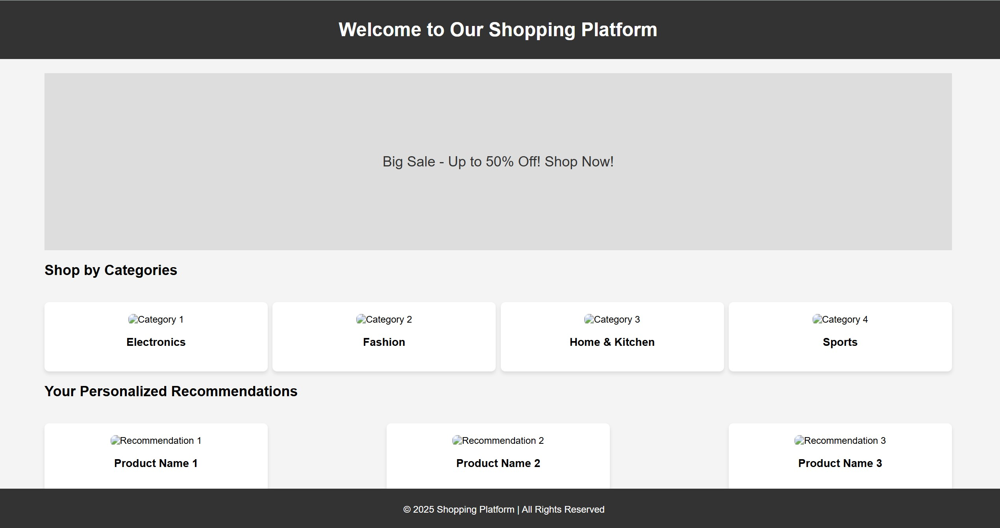 Welcome to Our Shopping Platform
Big Sale - Up to 50% Off! Shop Now!
Shop by Categories
Category 1
Category 2
Category 3
Category 4
Electronics
Fashion
Home & Kitchen
Sports
Your Personalized Recommendations
Recommendation 1
Recommendation 2
Recommendation 3
Product Name 1
Product Name 2
Product Name 3
© 2025 Shopping Platform | All Rights Reserved